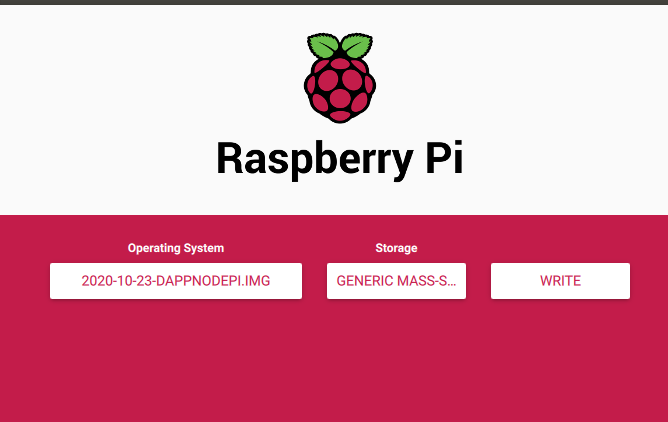 Raspberry Pi
Operating System
Storage
2020-10-23-DAPPNODEPI.IMG
GENERIC MASS-S...
WRITE